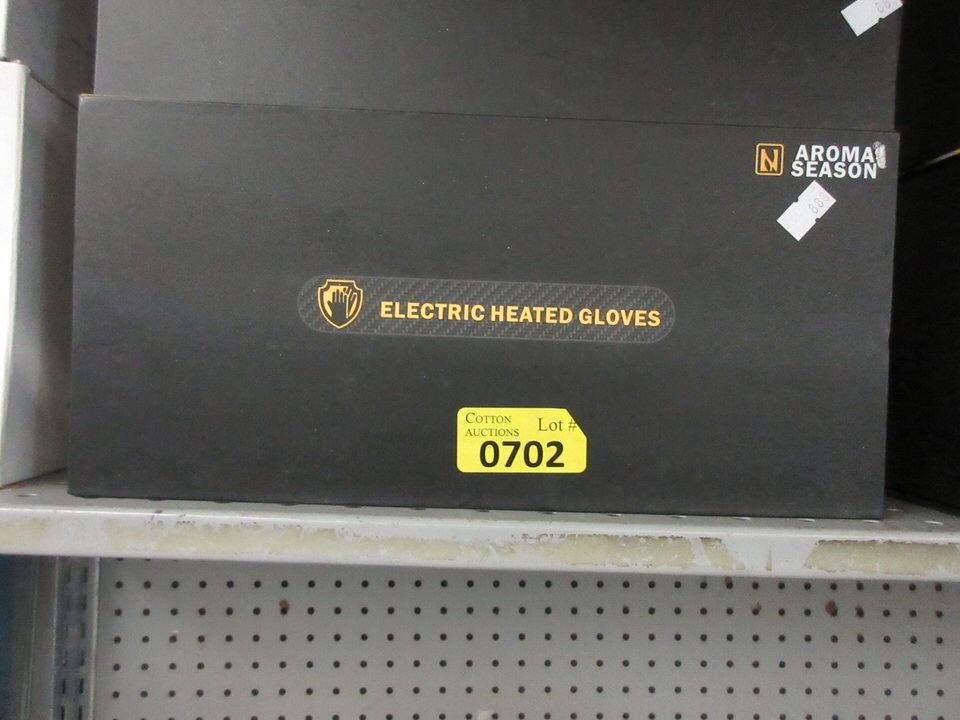 AROMA
SEASON
ELECTRIC HEATED GLOVES
COTTON
AUCTIONS
Lot #
0702